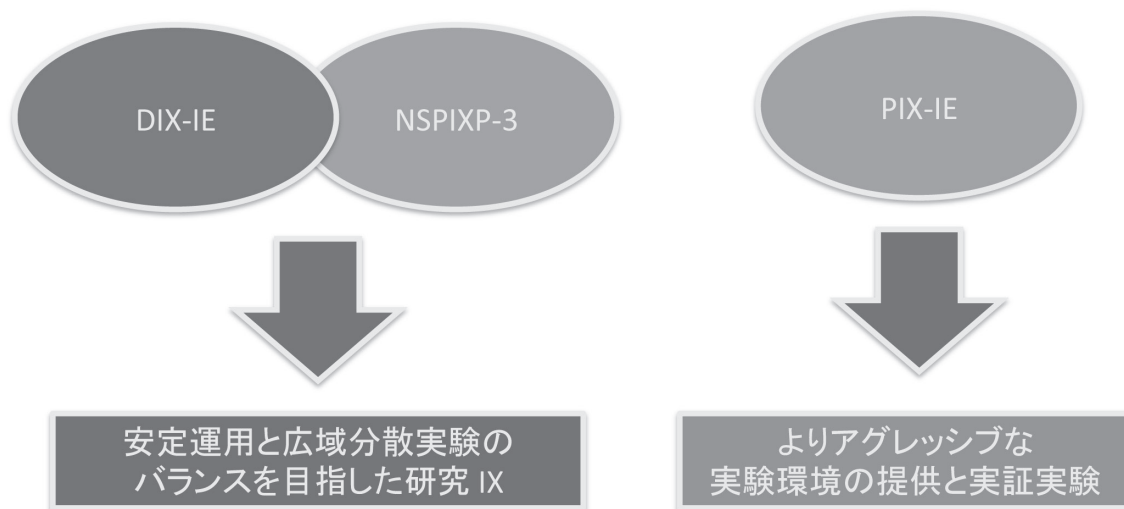 DIX-IE
NSPIXP-3
PIX-IE
安定運用と広域分散実験の
バランスを目指した研究 IX
よりアグレッシブな
実験環境の提供と実証実験